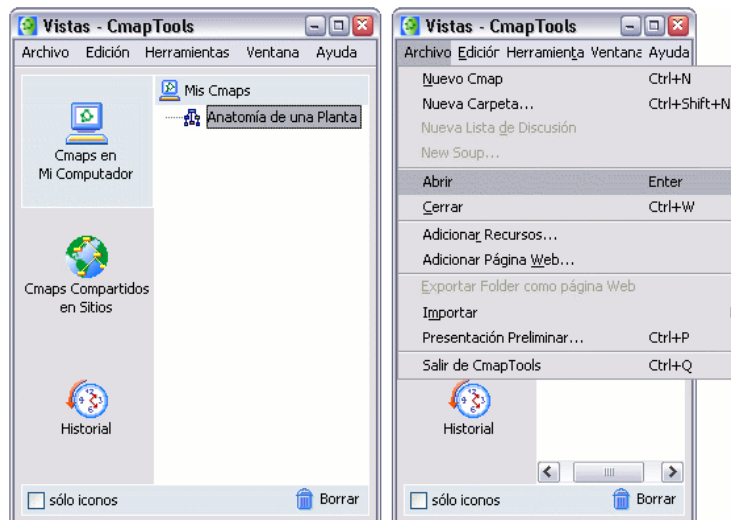 Vistas - CmapTools
Archivo Edición Herramientas Ventana Ayuda
Mis Cmaps
Anatomía de una Planta
Cmaps en
Mi Computador
Cmaps Compartidos
en Sitios
Historial
sólo iconos
Borrar
Vistas - CmapTools
Archivo Edición Herramienta Ventana Ayuda
Nuevo Cmap Ctrl+N
Nueva Carpeta... Ctrl+Shift+N
Nueva Lista de Discusión
New Soup...
Abrir Enter
Cerrar Ctrl+W
Adicionar Recursos...
Adicionar Página Web...
Exportar Folder como página Web
Importar
Presentación Preliminar... Ctrl+P
Salir de CmapTools Ctrl+Q
Historial
sólo iconos
Borrar